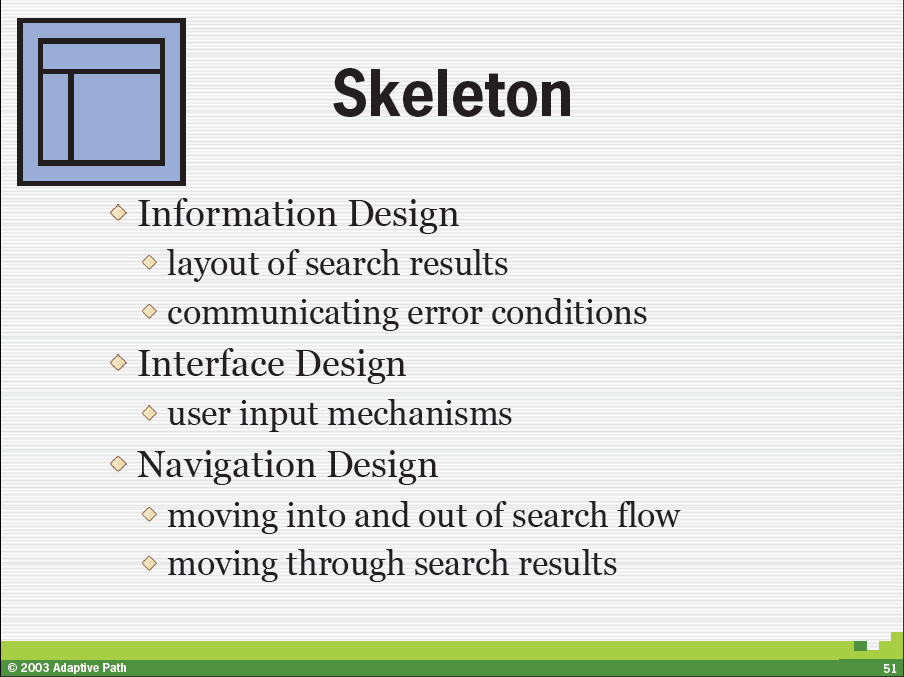 Skeleton
Information Design
layout of search results
communicating error conditions
Interface Design
user input mechanisms
Navigation Design
moving into and out of search flow
moving through search results
© 2003 Adaptive Path
51